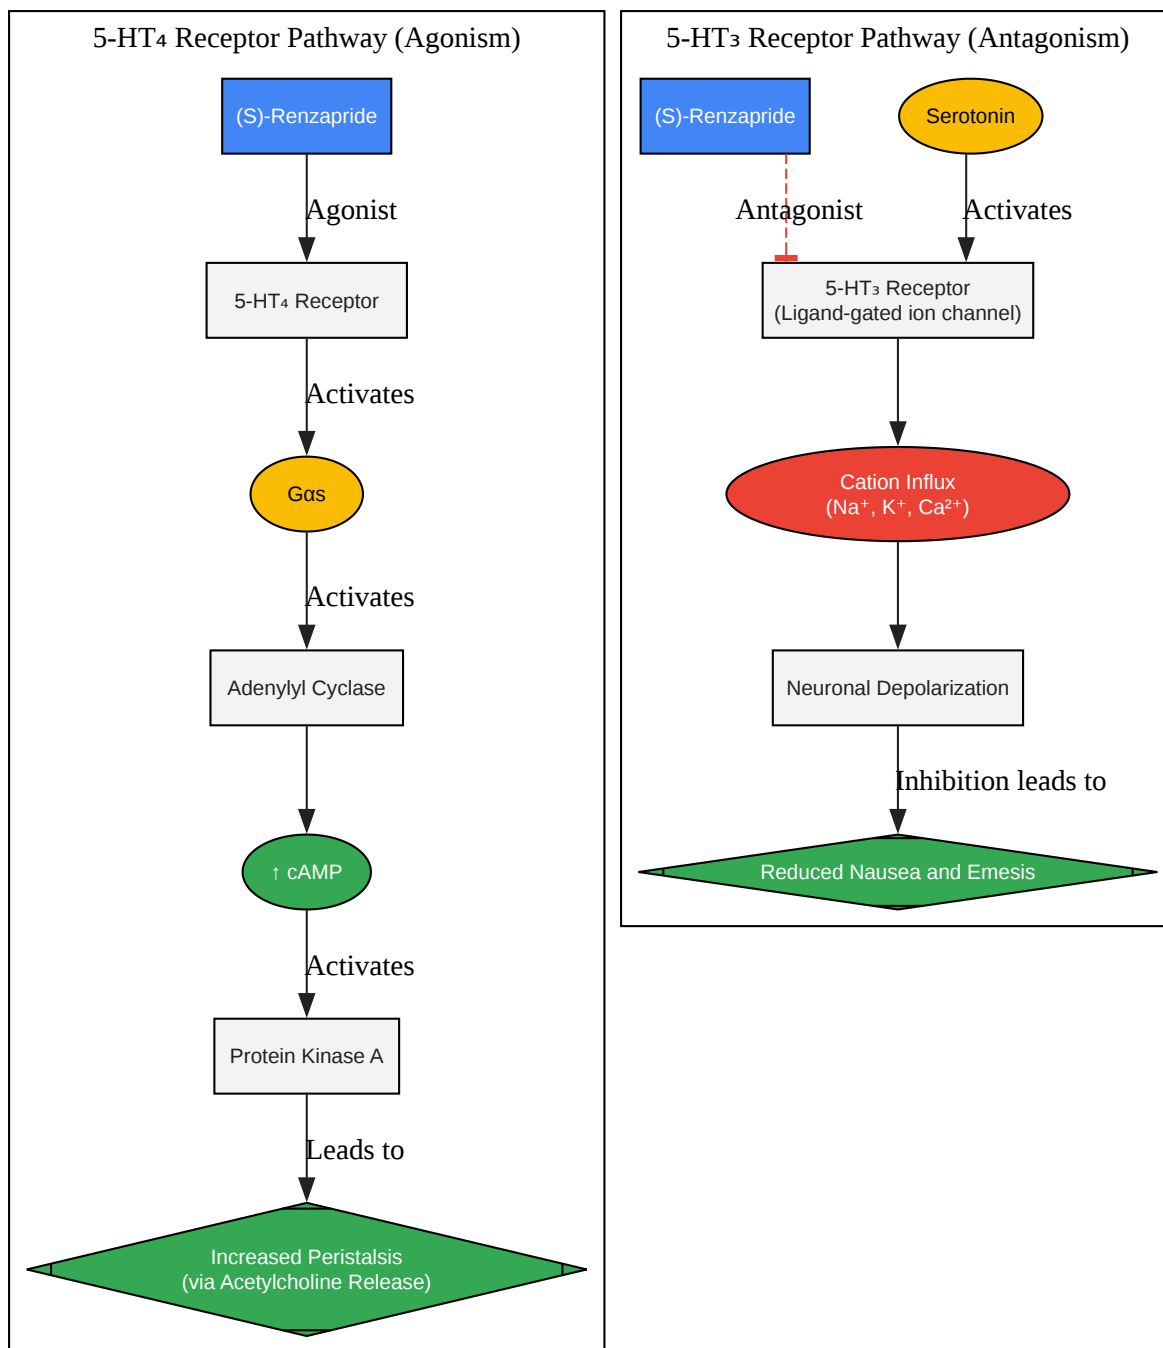 5-HT₄ Receptor Pathway (Agonism)
(S)-Renzapride
Agonist
5-HT₄ Receptor
Activates
Gαs
Activates
Adenylyl Cyclase
↑ cAMP
Activates
Protein Kinase A
Leads to
Increased Peristalsis
(via Acetylcholine Release)
5-HT₃ Receptor Pathway (Antagonism)
(S)-Renzapride
Serotonin
Antagonist
Activates
5-HT₃ Receptor
(Ligand-gated ion channel)
Cation Influx
(Na⁺, K⁺, Ca²⁺)
Neuronal Depolarization
Inhibition leads to
Reduced Nausea and Emesis